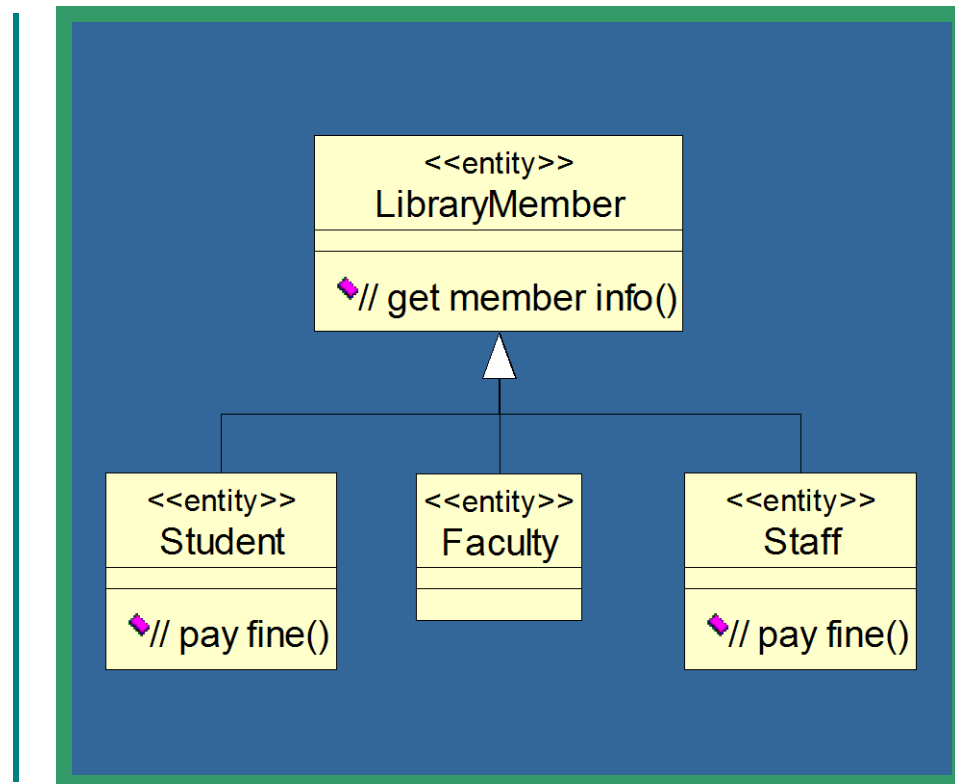 <<entity>>
LibraryMember
// get member info()
<<entity>>
Student
// pay fine()
<<entity>>
Faculty
<<entity>>
Staff
// pay fine()